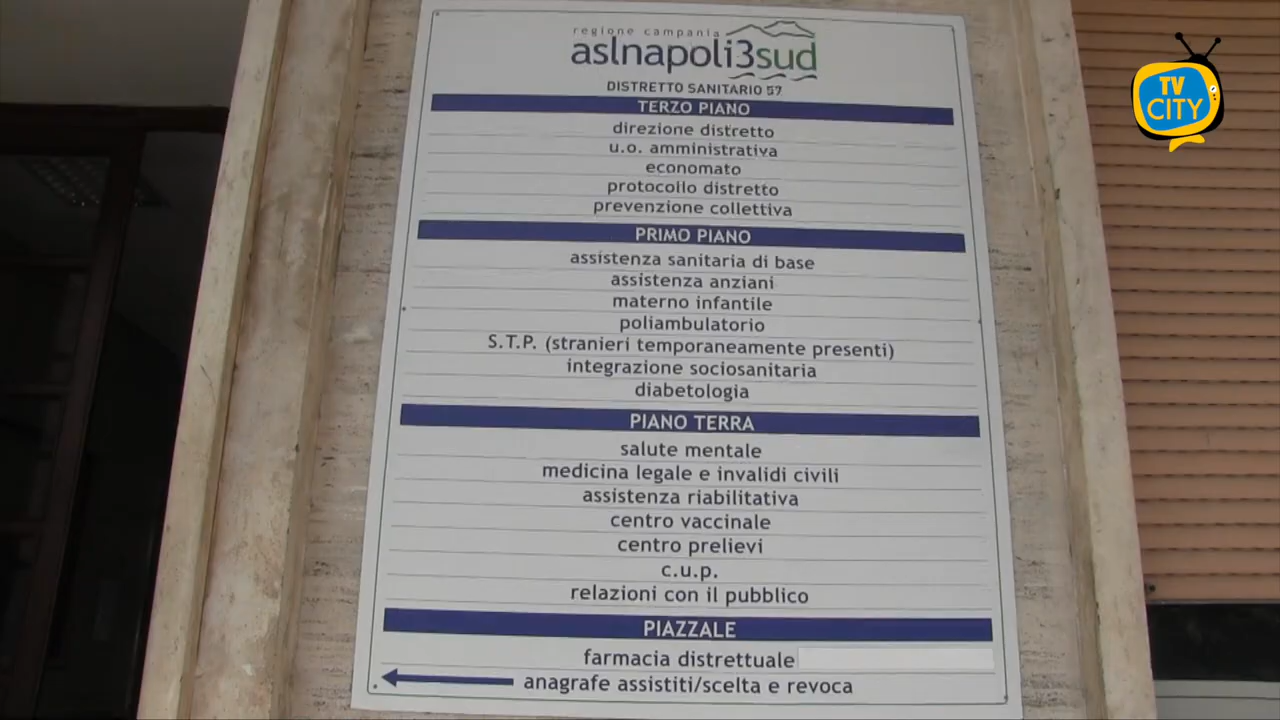 regione campania
aslnapoli3sud
DISTRETTO SANITARIO 57
TERZO PIANO
direzione distretto
u.o. amministrativa
economato
protocollo distretto
prevenzione collettiva
PRIMO PIANO
assistenza sanitaria di base
assistenza anziani
materno infantile
poliambulatorio
S.T.P. (stranieri temporaneamente presenti)
integrazione sociosanitaria
diabetologia
PIANO TERRA
salute mentale
medicina legale e invalidi civili
assistenza riabilitativa
centro vaccinale
centro prelievi
c.u.p.
relazioni con il pubblico
PIAZZALE
farmacia distrettuale
anagrafe assistiti/scelta e revoca
TV
CITY